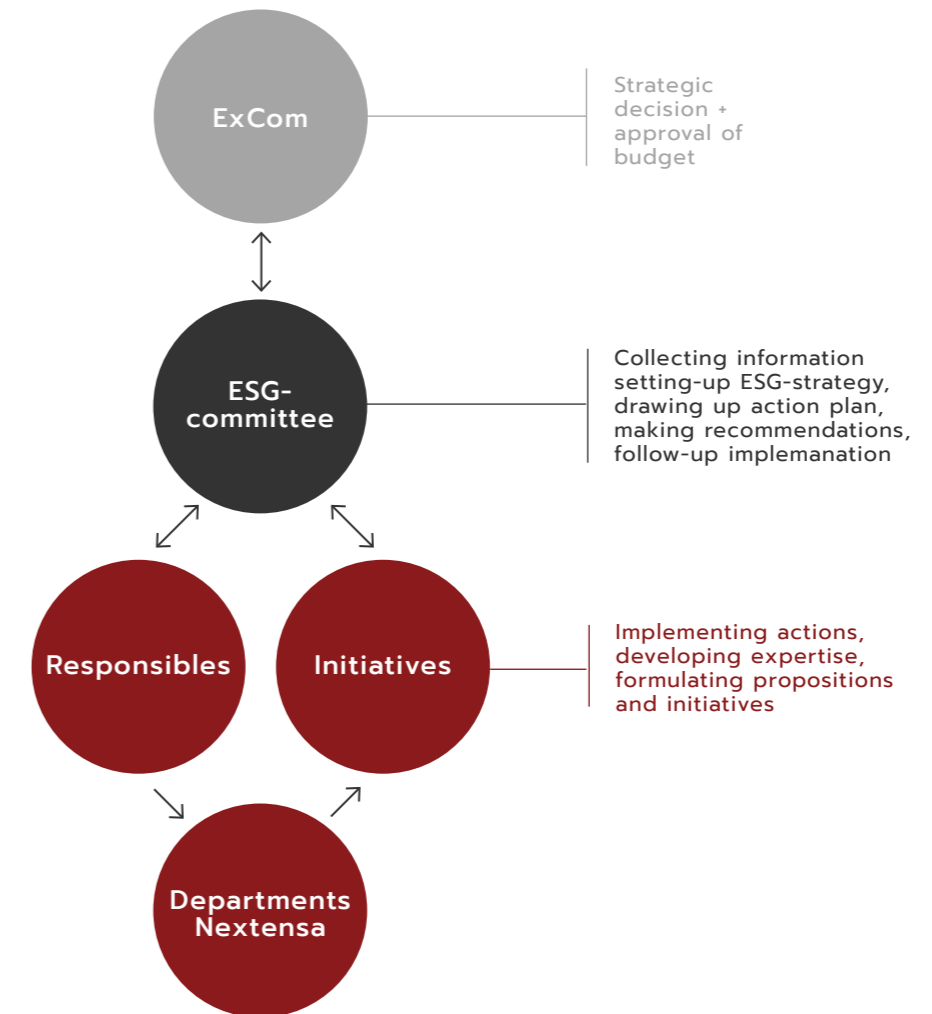 ExCom
Strategic
decision +
approval of
budget
ESG-
committee
Collecting information
setting-up ESG-strategy,
drawing up action plan,
making recommendations,
follow-up implemanation
Responsibles
Initiatives
Implementing actions,
developing expertise,
formulating propositions
and initiatives
Departments
Nextensa